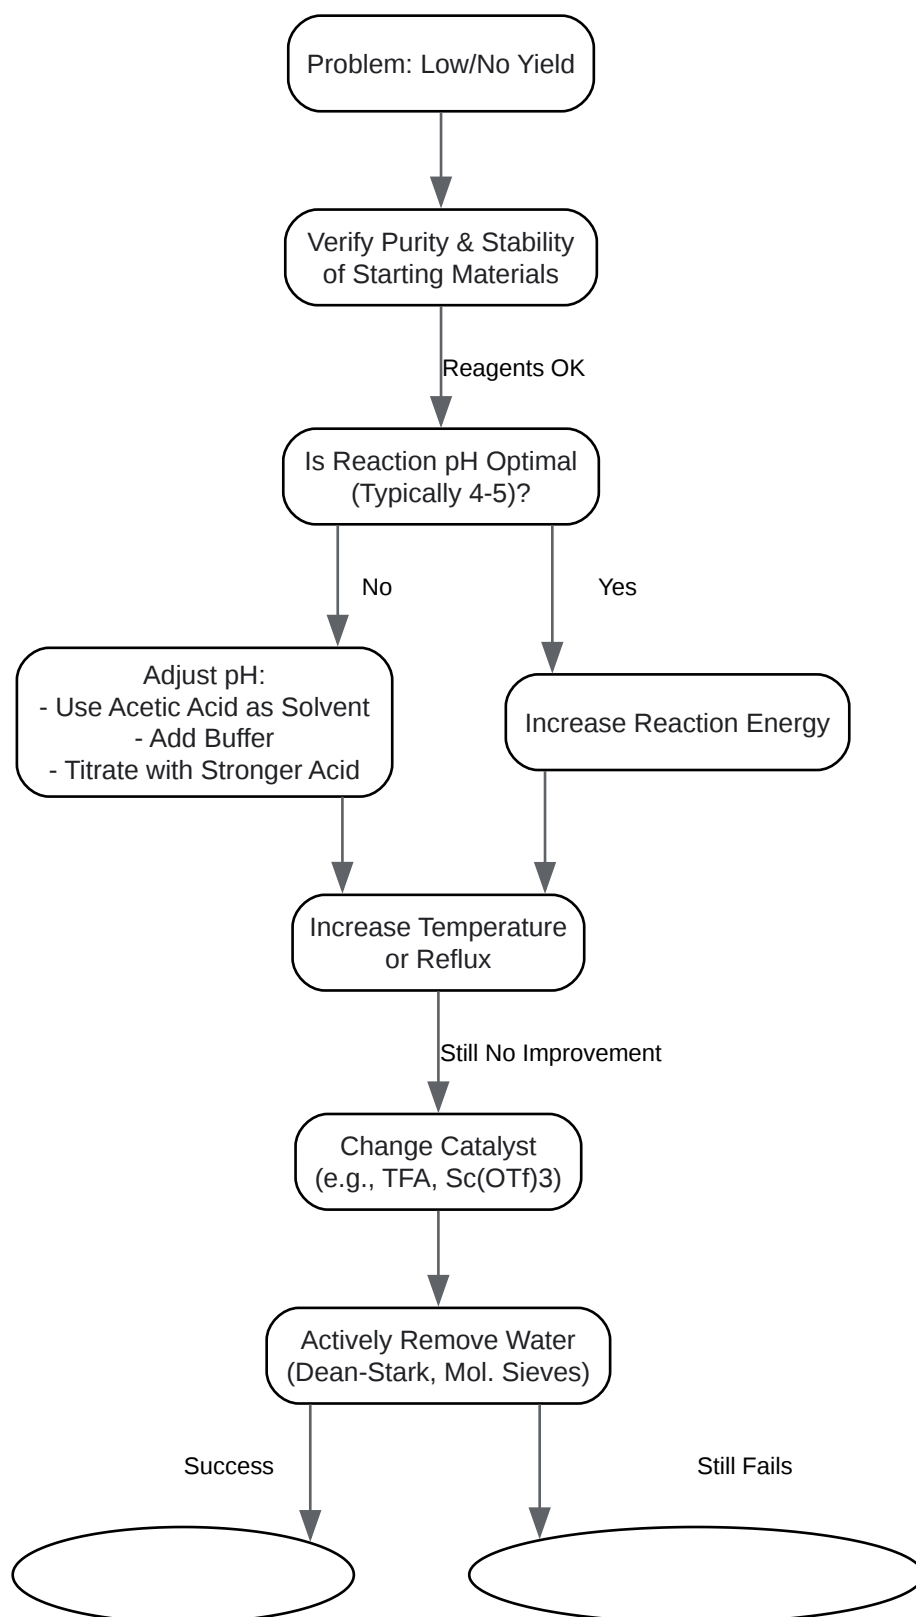 Problem: Low/No Yield
Verify Purity & Stability
of Starting Materials
Reagents OK
Is Reaction pH Optimal
(Typically 4-5)?
No
Yes
Adjust pH:
- Use Acetic Acid as Solvent
- Add Buffer
- Titrate with Stronger Acid
Increase Reaction Energy
Increase Temperature
or Reflux
Still No Improvement
Change Catalyst
(e.g., TFA, Sc(OTf)3)
Actively Remove Water
(Dean-Stark, Mol. Sieves)
Success
Still Fails